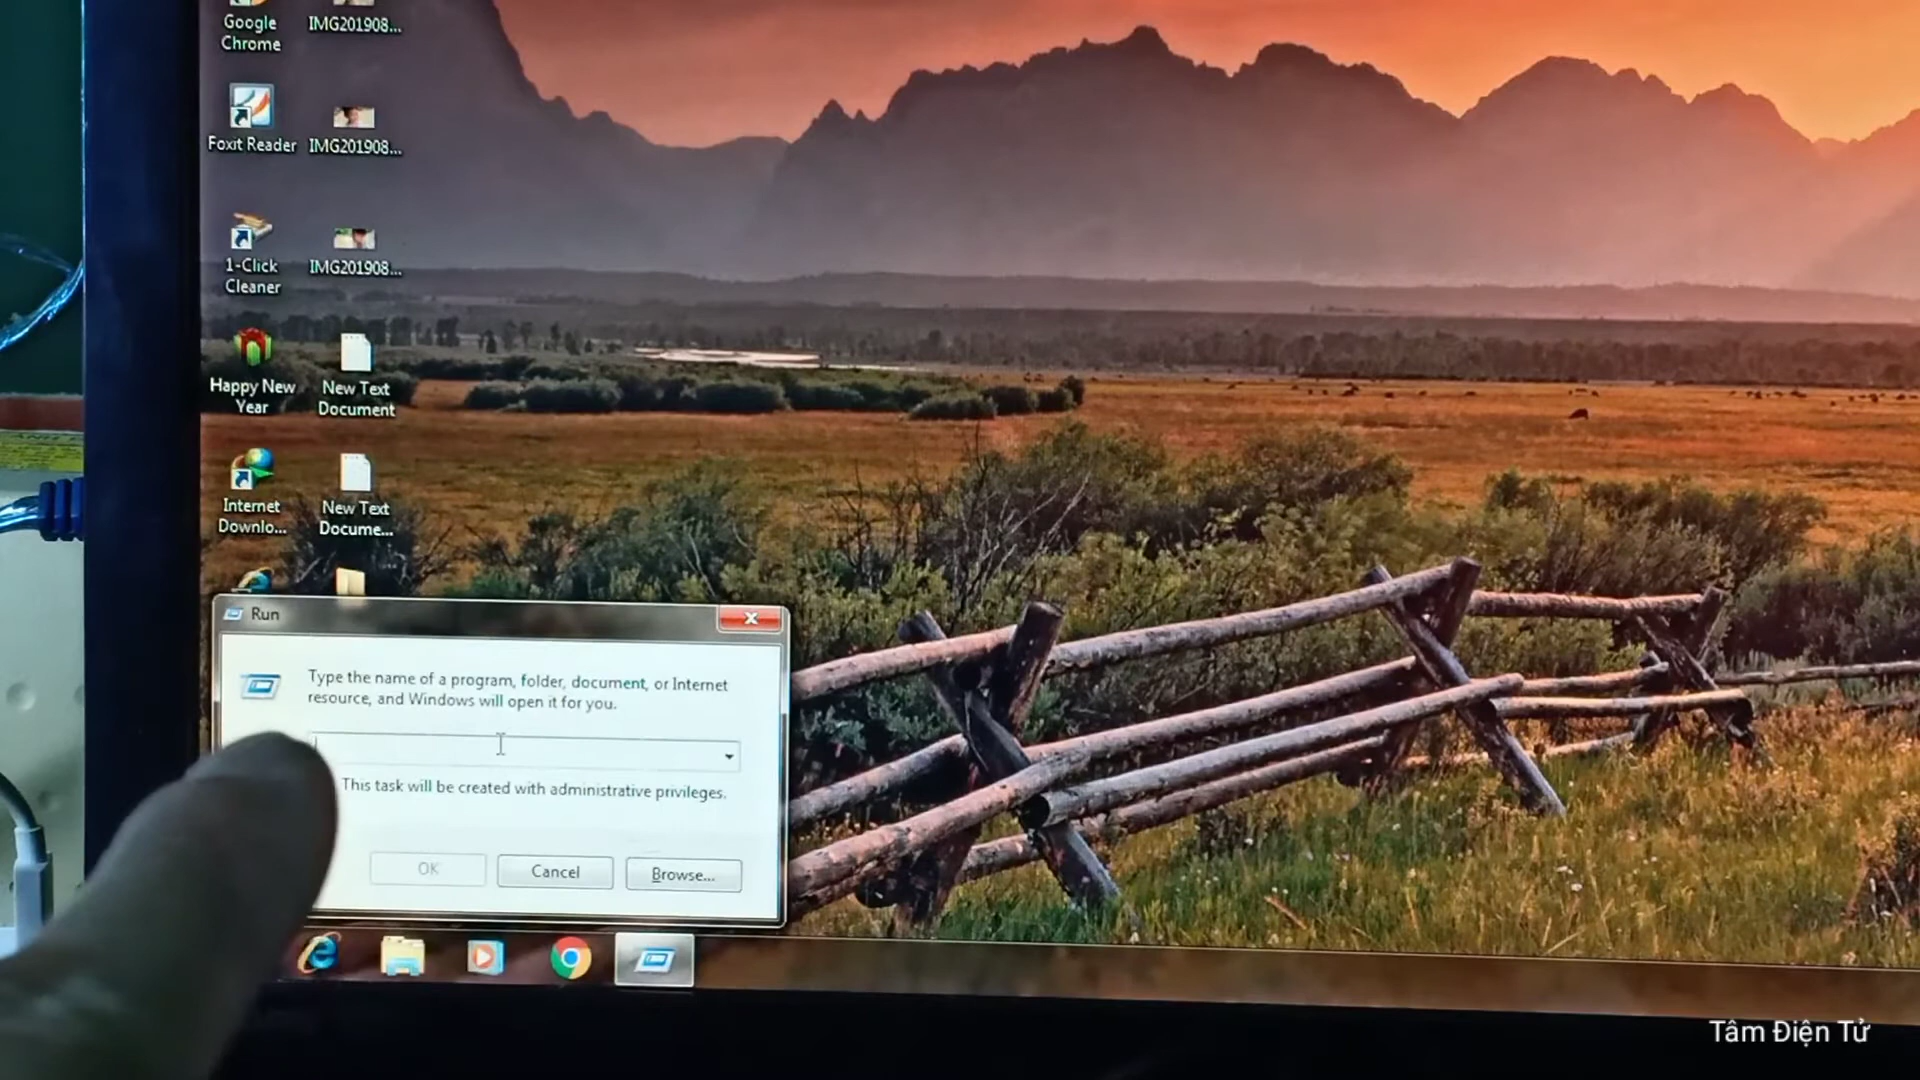 Google
Chrome
IMG201908...
Foxit Reader
IMG201908...
1-Click
Cleaner
IMG201908...
Happy New
Year
New Text
Document
Internet
Downlo...
New Text
Docume...
Run
Type the name of a program, folder, document, or Internet
resource, and Windows will open it for you.
This task will be created with administrative privileges.
OK
Cancel
Browse...
Tâm Điện Tử